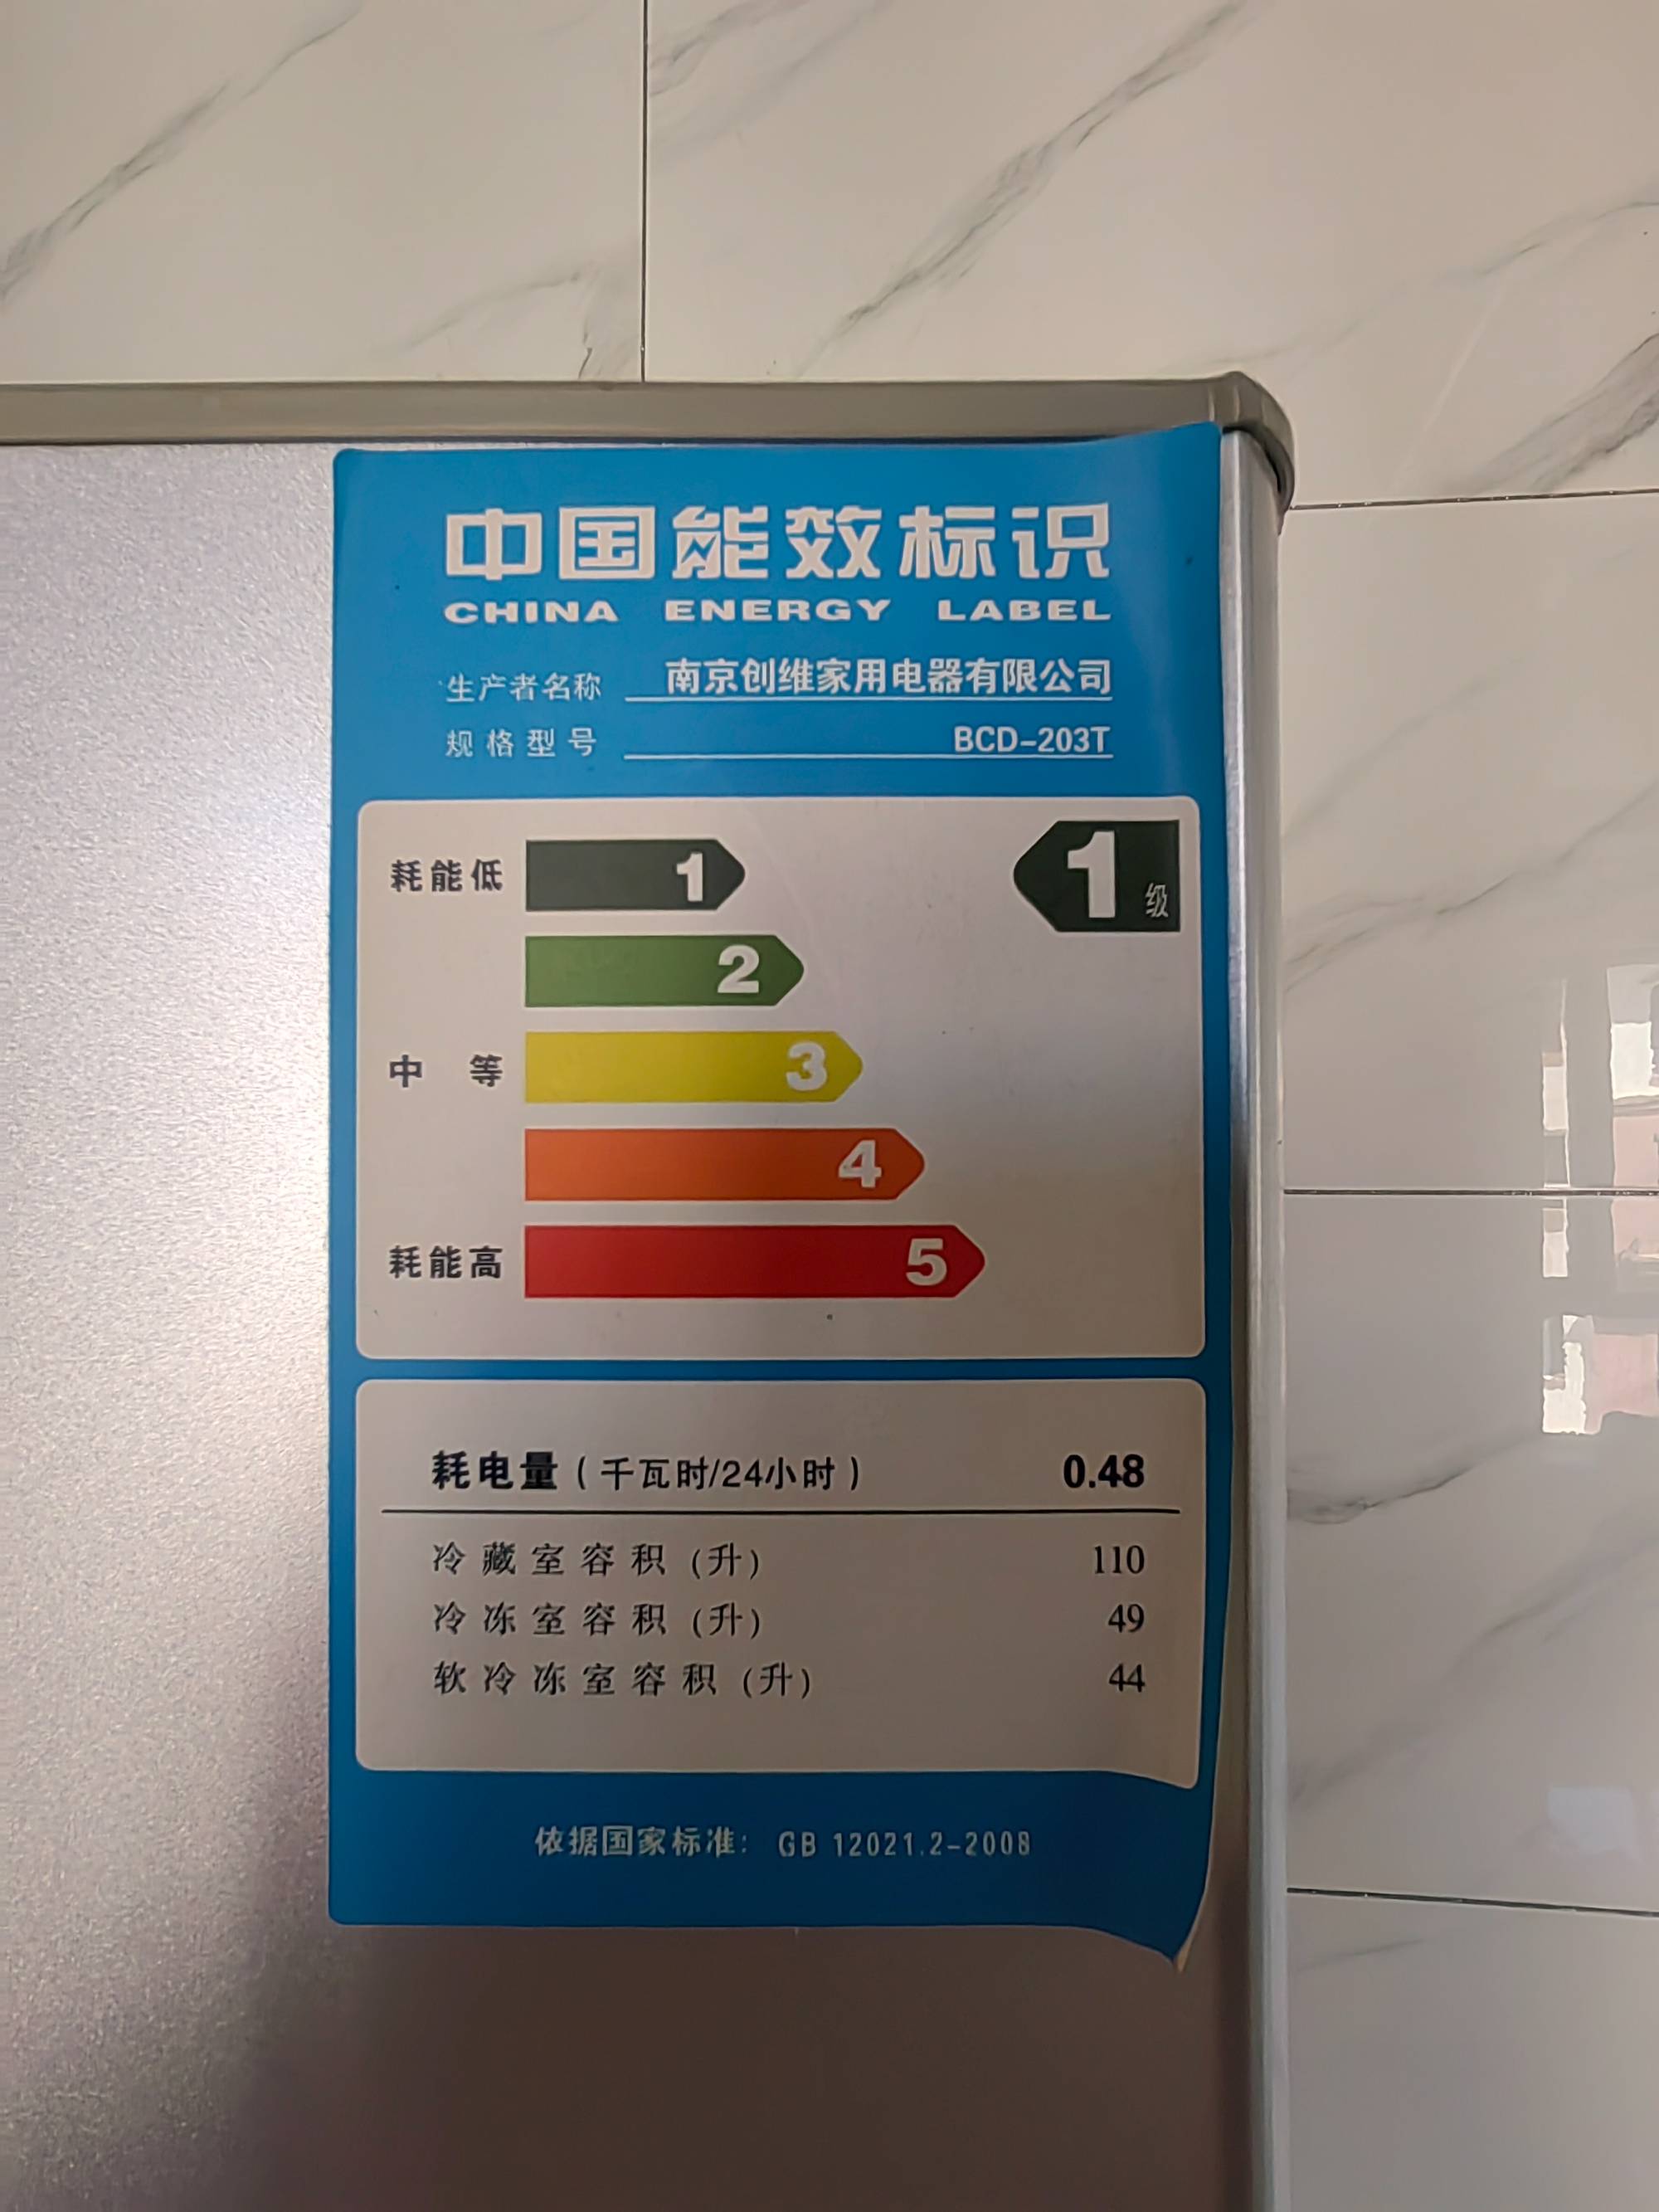 中国能效标识
CHINA ENERGY LABEL
生产者名称 南京创维家用电器有限公司
规格型号 BCD-203T
耗能低 1 1级
2
中等 3
4
耗能高 5
耗电量(千瓦时/24小时) 0.48
冷藏室容积(升) 110
冷冻室容积(升) 49
软冷冻室容积(升) 44
依据国家标准: GB 12021.2-2008